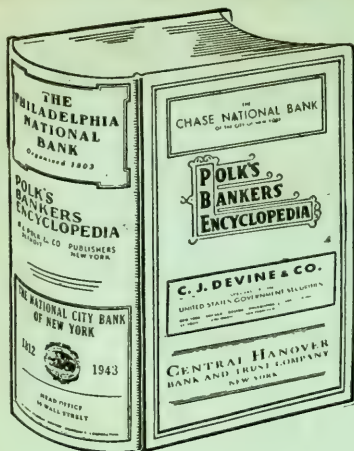 THE
PHILADELPHIA
NATIONAL
BANK
Organized 1803
POLK'S
BANKERS
ENCYCLOPEDIA
R.L. POLK & CO. PUBLISHERS
DETROIT NEW YORK
THE NATIONAL CITY BANK
OF NEW YORK
1812 1943
HEAD OFFICE
WALL STREET
THE
CHASE NATIONAL BANK
OF THE CITY OF NEW YORK
POLK'S
BANKERS
ENCYCLOPEDIA
C. J. DEVINE & CO.
UNITED STATES GOVERNMENT SECURITIES
CENTRAL HANOVER
BANK AND TRUST COMPANY
NEW YORK